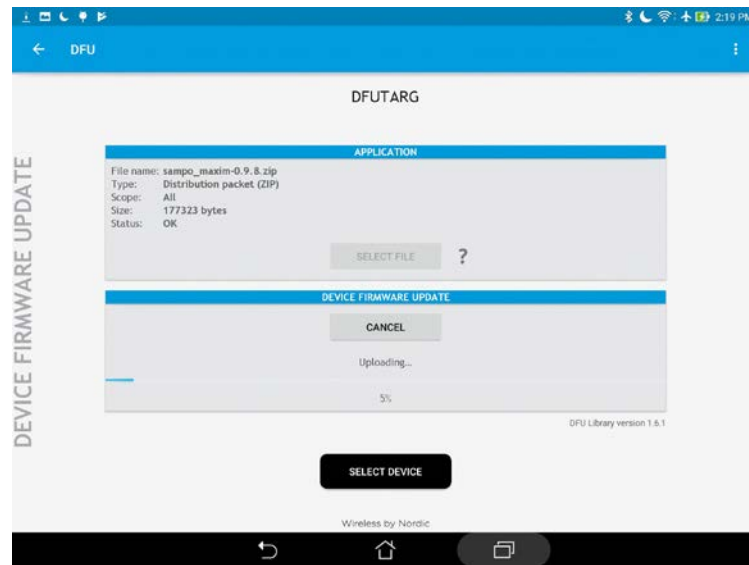 2:19 PM
DFU
DFUTARG
DEVICE FIRMWARE UPDATE
APPLICATION
File name: sampo_maxim-0.9.8.zip
Type: Distribution packet (ZIP)
Scope: All
Size: 177323 bytes
Status: OK
SELECT FILE ?
DEVICE FIRMWARE UPDATE
CANCEL
Uploading...
5%
DFU Library version 1.6.1
SELECT DEVICE
Wireless by Nordic